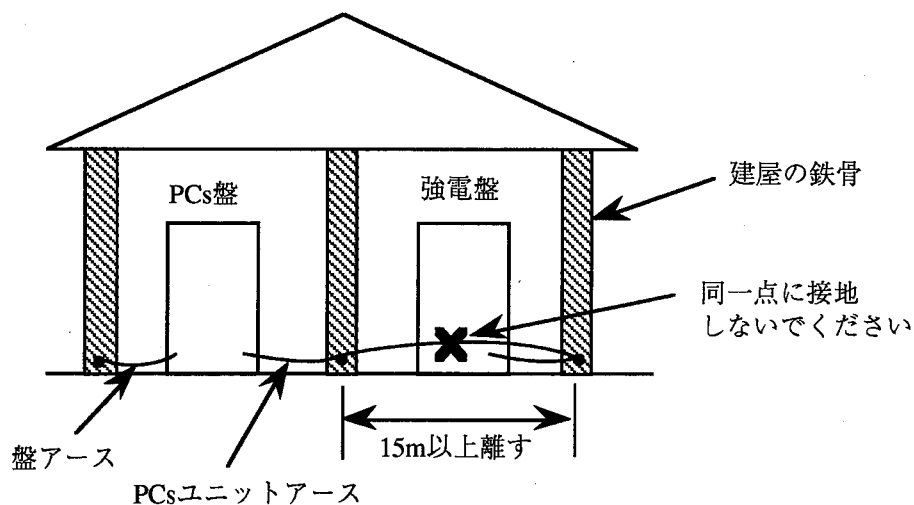 PCs盤
強電盤
建屋の鉄骨
同一点に接地
しないでください
15m以上離す
盤アース
PCsユニットアース